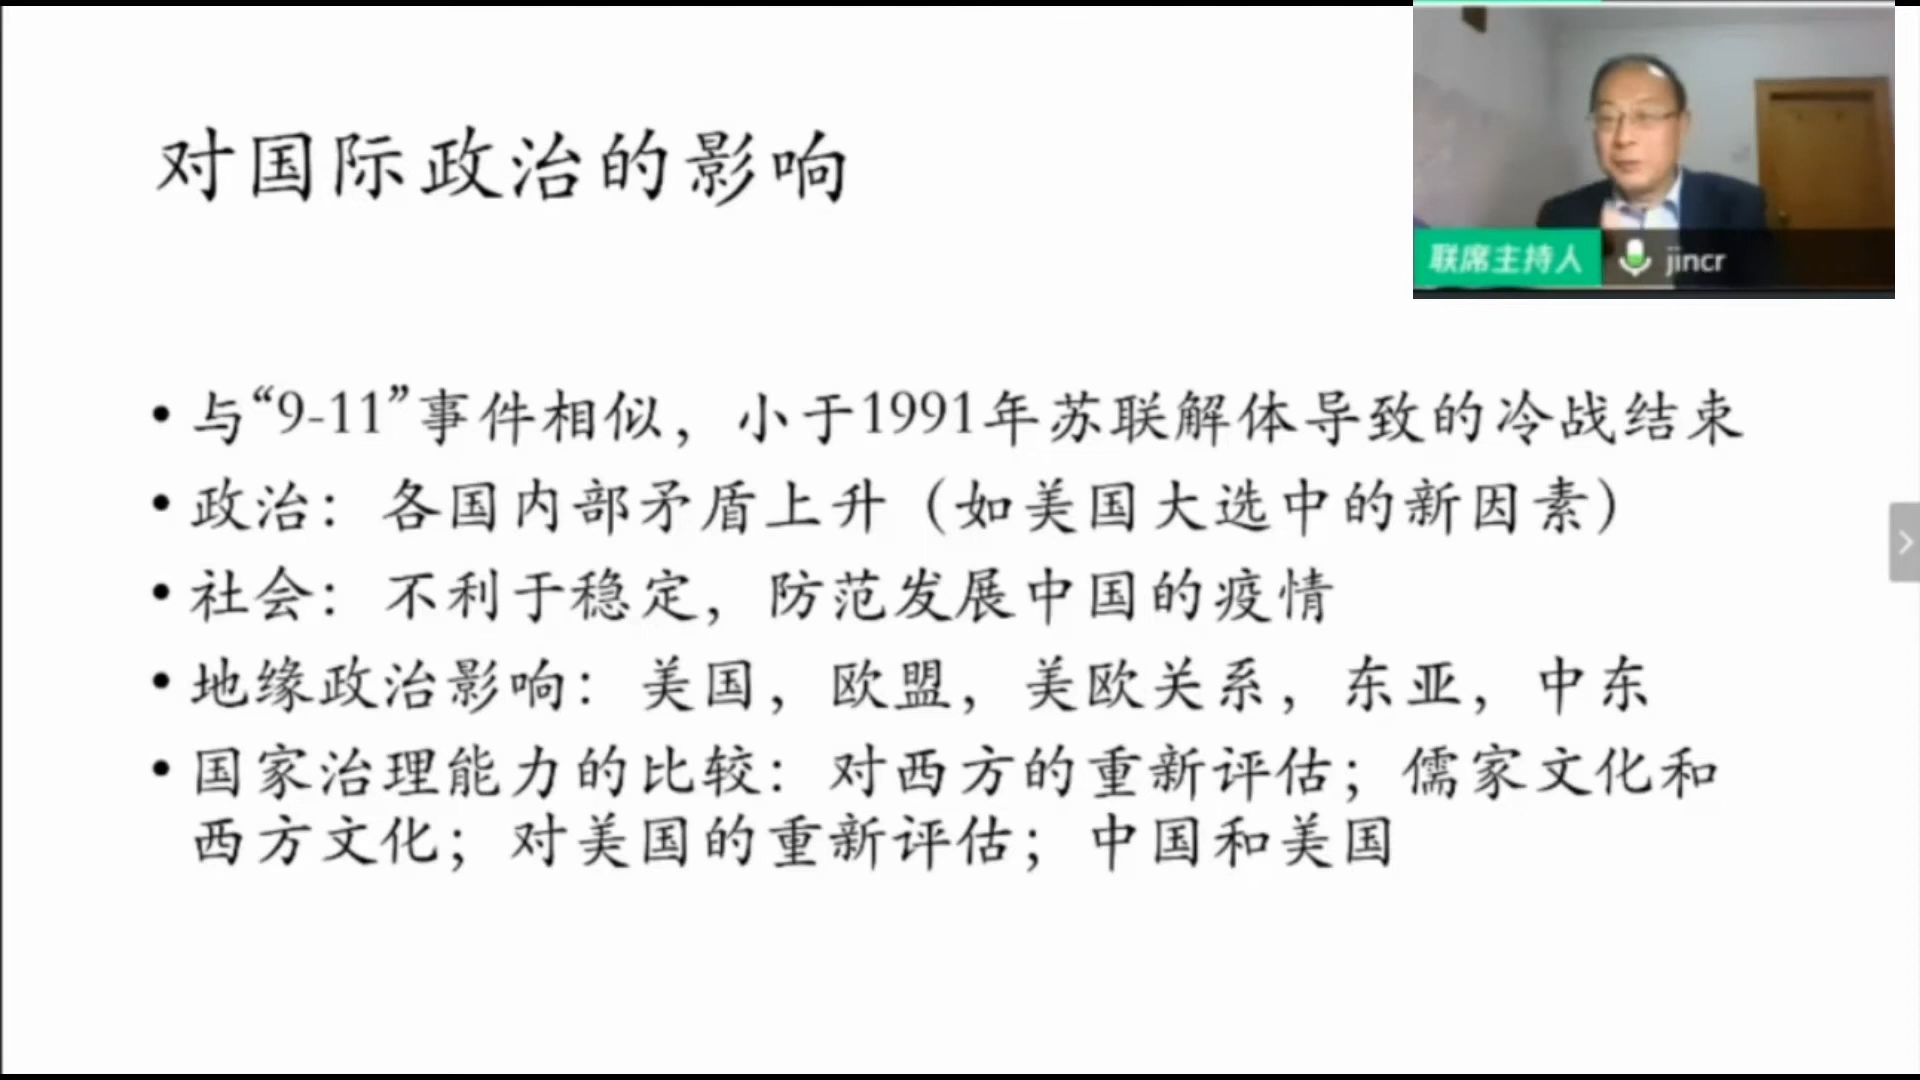 对国际政治的影响
联席主持人 jincr
• 与“9-11”事件相似，小于1991年苏联解体导致的冷战结束
• 政治：各国内部矛盾上升（如美国大选中的新因素）
• 社会：不利于稳定，防范发展中国的疫情
• 地缘政治影响：美国，欧盟，美欧关系，东亚，中东
• 国家治理能力的比较：对西方的重新评估；儒家文化和
西方文化；对美国的重新评估；中国和美国